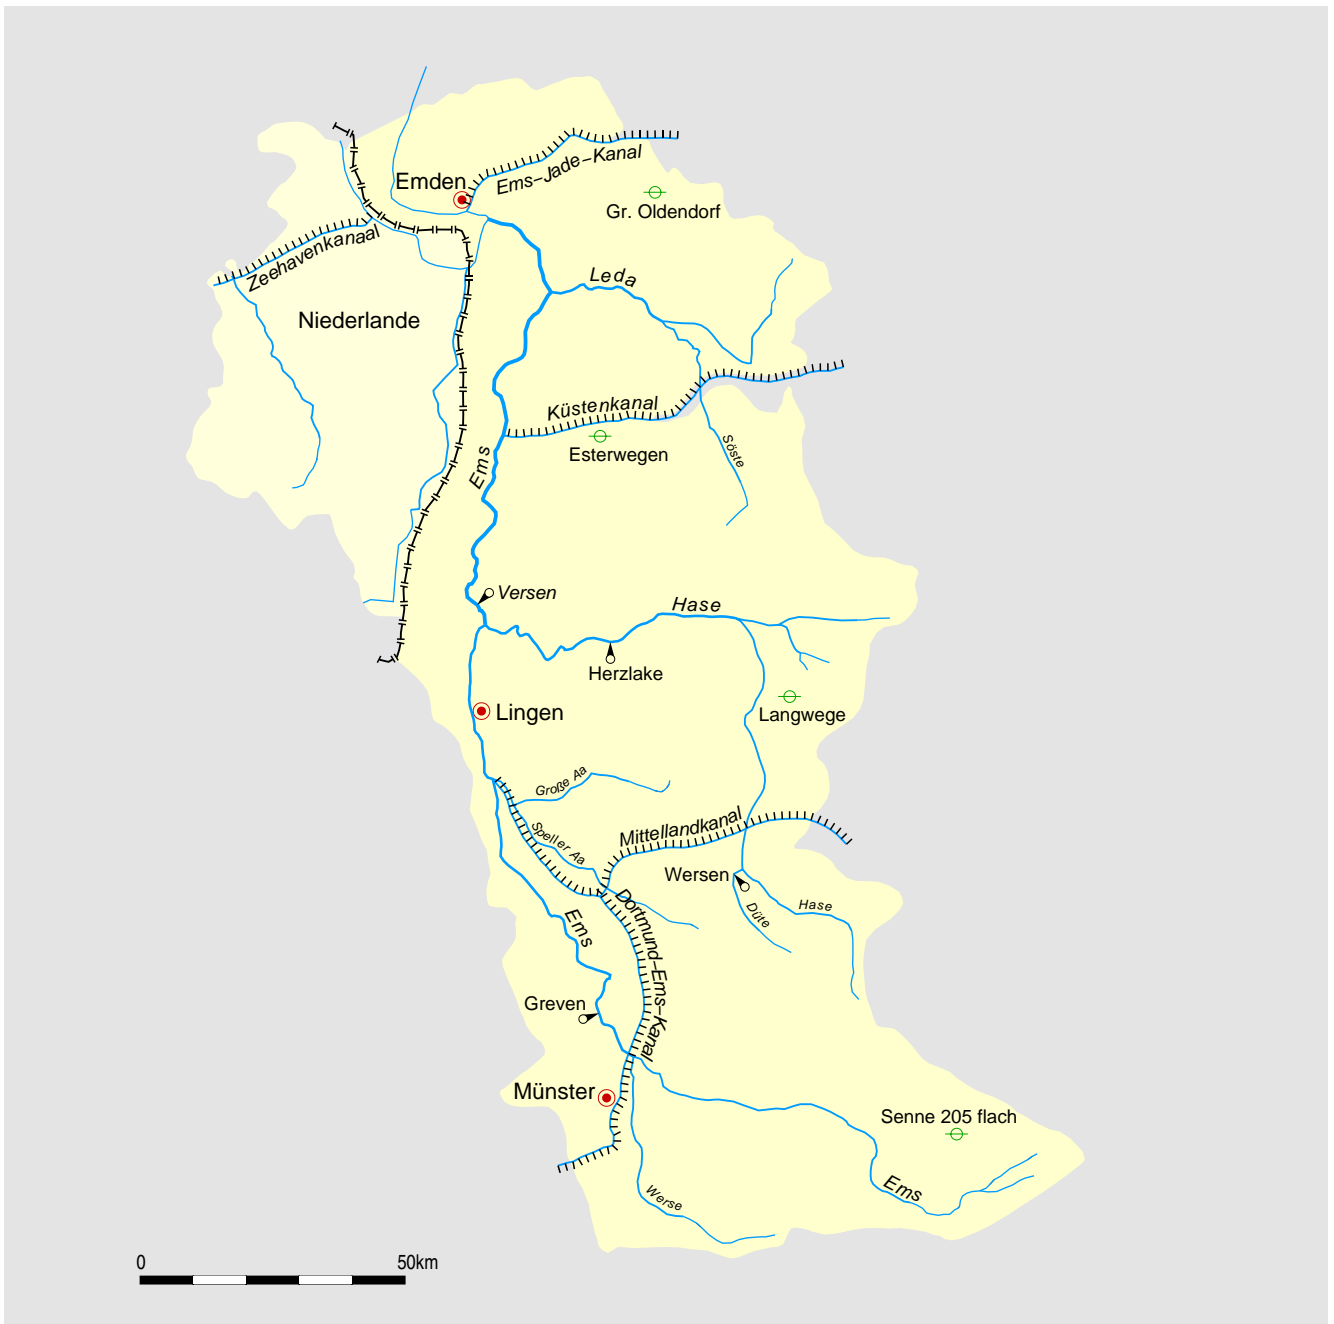 Emden
Ems-Jade-Kanal
Gr. Oldendorf
Zeehavenkanaal
Leda
Niederlande
Küstenkanal
Esterwegen
Söste
Ems
Versen
Hase
Herzlake
Lingen
Langwege
Große Aa
Speller Aa
Mittellandkanal
Wersen
Düte
Hase
Dortmund-Ems-Kanal
Ems
Greven
Münster
Senne 205 flach
Ems
Werse
0 50km